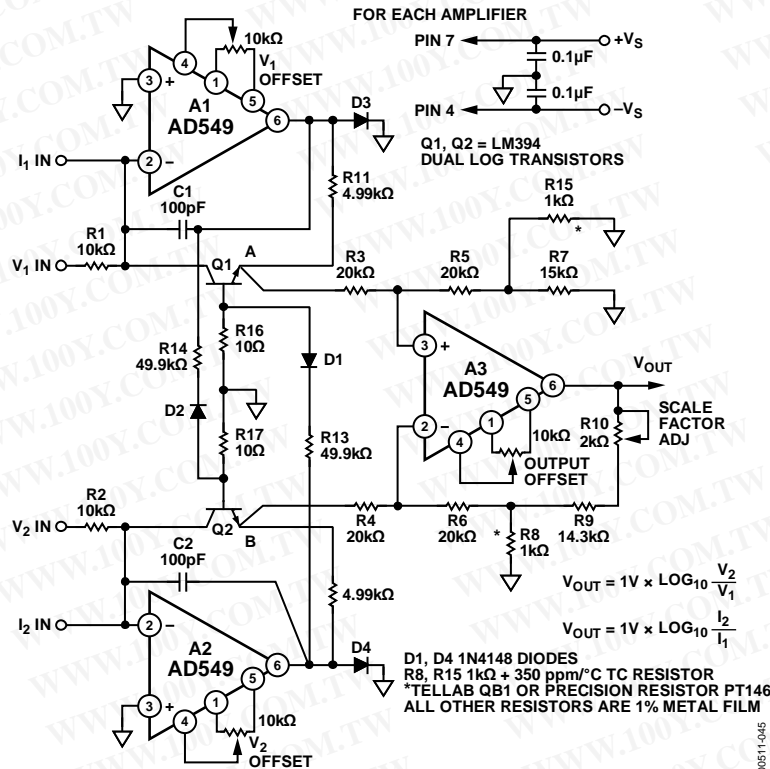 FOR EACH AMPLIFIER
PIN 7
+VS
0.1µF
0.1µF
PIN 4
–VS
Q1, Q2 = LM394
DUAL LOG TRANSISTORS
10kΩ
V1
OFFSET
4
1
5
3
+
A1
AD549
6
D3
2
–
I1 IN
C1
100pF
R11
4.99kΩ
R1
10kΩ
V1 IN
Q1
A
R15
1kΩ
*
R3
20kΩ
R5
20kΩ
R7
15kΩ
R14
49.9kΩ
R16
10Ω
D1
D2
R17
10Ω
R13
49.9kΩ
3
+
A3
AD549
6
VOUT
5
2
–
1
4
10kΩ
OUTPUT
OFFSET
R10
2kΩ
SCALE
FACTOR
ADJ
R2
10kΩ
V2 IN
Q2
B
R4
20kΩ
R6
20kΩ
*
R8
1kΩ
R9
14.3kΩ
C2
100pF
4.99kΩ
I2 IN
2
–
A2
AD549
6
D4
3
+
5
1
4
10kΩ
V2
OFFSET
VOUT = 1V × LOG10 V2
V1
VOUT = 1V × LOG10 I2
I1
D1, D4 1N4148 DIODES
R8, R15 1kΩ + 350 ppm/°C TC RESISTOR
*TELLAB QB1 OR PRECISION RESISTOR PT146
ALL OTHER RESISTORS ARE 1% METAL FILM
00511-045
WWW.100Y.COM.TW